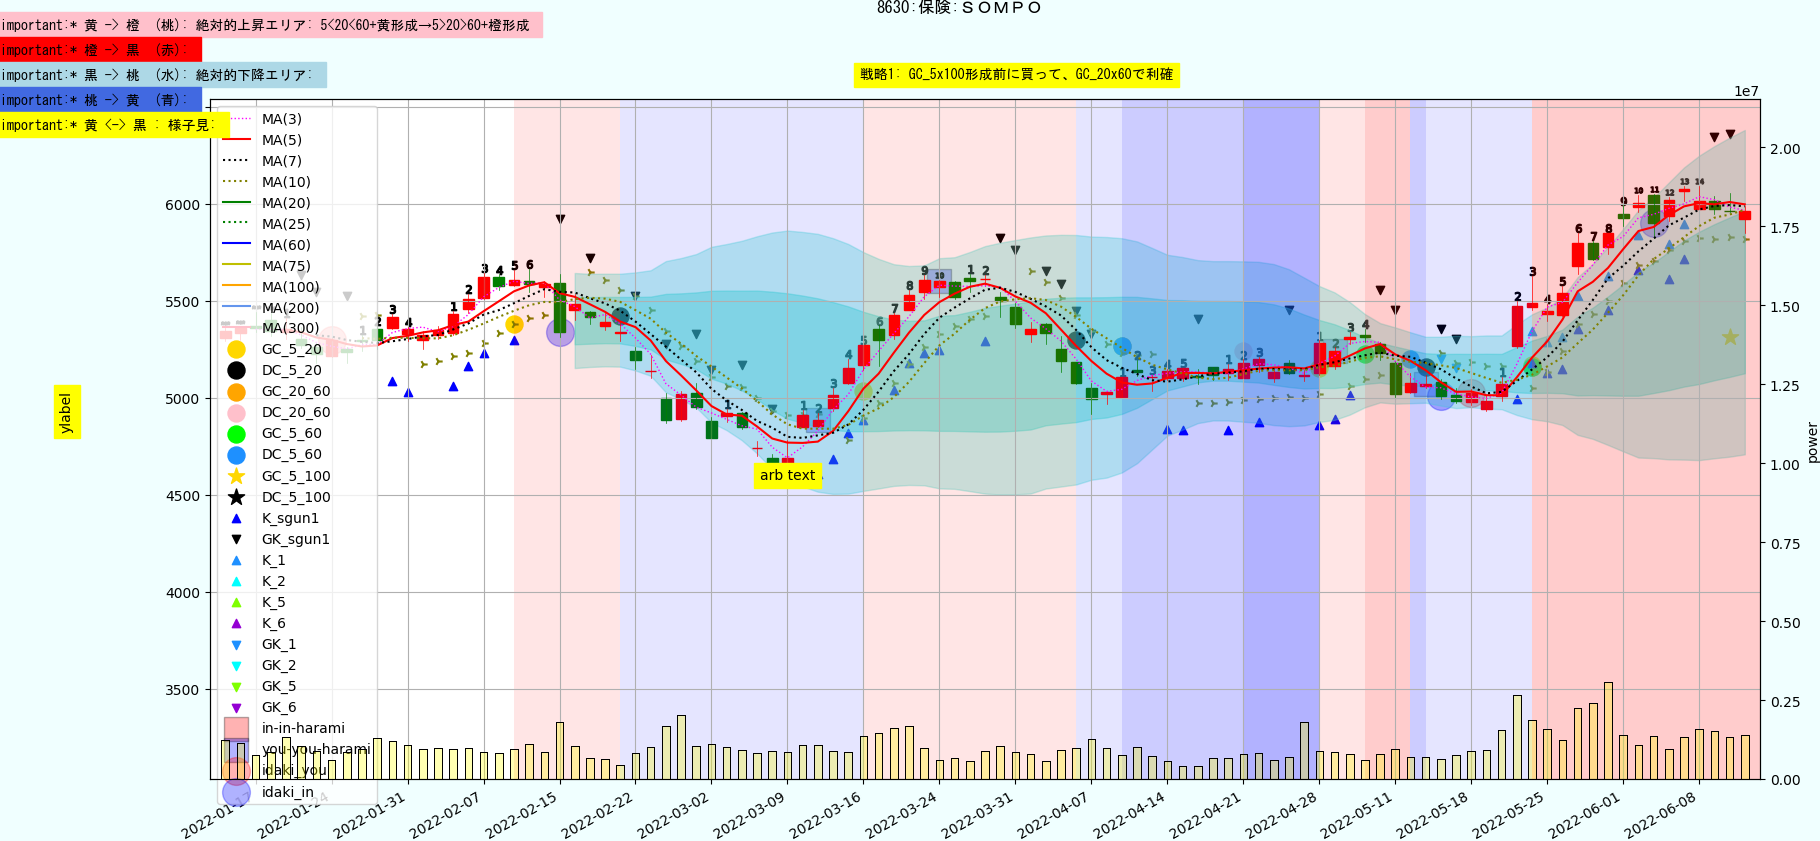 8630:保険:ＳＯＭＰＯ
important:* 黄 -> 橙 （桃）: 絶対的上昇エリア: 5<20<60+黄形成→5>20>60+橙形成
important:* 橙 -> 黒 （赤）:
important:* 黒 -> 桃 （水）: 絶対的下降エリア:
戦略1: GC_5x100形成前に買って、GC_20x60で利確
important:* 桃 -> 黄 （青）:
important:* 黄 <-> 黒 : 様子見:
1e7
MA(3)
MA(5)
MA(7)
MA(10)
MA(20)
MA(25)
MA(60)
MA(75)
MA(100)
MA(200)
MA(300)
GC_5_20
DC_5_20
GC_20_60
DC_20_60
GC_5_60
DC_5_60
GC_5_100
DC_5_100
K_sgun1
GK_sgun1
K_1
K_2
K_5
K_6
GK_1
GK_2
GK_5
GK_6
in-in-harami
you-you-harami
idaki_you
idaki_in
6000
5500
5000
4500
4000
3500
ylabel
arb text
2.00
1.75
1.50
1.25
1.00
0.75
0.50
0.25
0.00
power
2022-01-17
2022-01-24
2022-01-31
2022-02-07
2022-02-15
2022-02-22
2022-03-02
2022-03-09
2022-03-16
2022-03-24
2022-03-31
2022-04-07
2022-04-14
2022-04-21
2022-04-28
2022-05-11
2022-05-18
2022-05-25
2022-06-01
2022-06-08